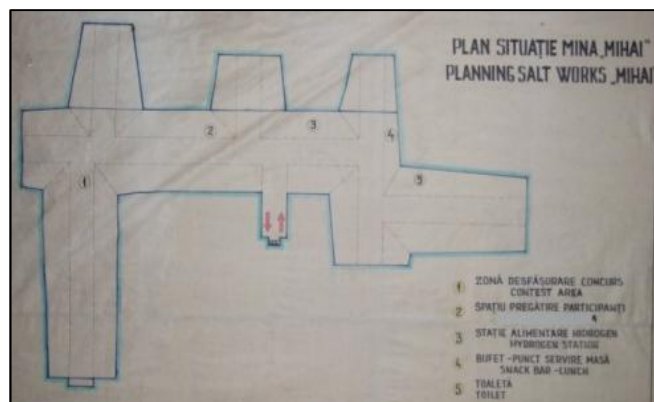 PLAN SITUAȚIE MINA „MIHAI"
PLANNING SALT WORKS „MIHAI
2
3
4
1
5
1 ZONĂ DESFĂȘURARE CONCURS
CONTEST AREA
2 SPAȚIU PREGĂTIRE PARTICIPANȚI
3 STAȚIE ALIMENTARE HIDROGEN
HYDROGEN STATION
4 BUFET - PUNCT SERVIRE MASĂ
SNACK BAR - LUNCH
5 TOALETĂ
TOILET